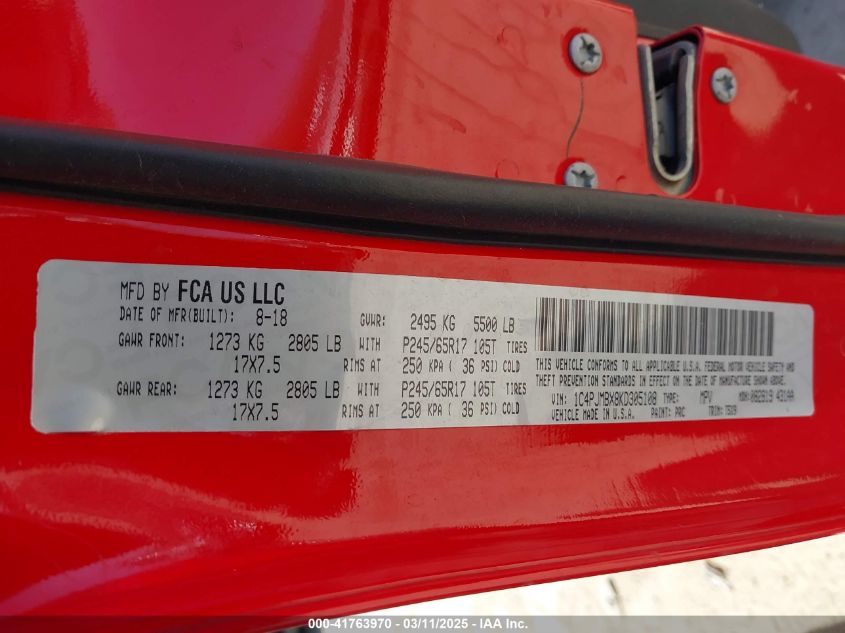 MFD BY FCA US LLC
DATE OF MFR(BUILT): 8-18 GVWR: 2495 KG 5500 LB
GAWR FRONT: 1273 KG 2805 LB WITH P245/65R17 105T TIRES
17X7.5 RIMS AT 250 KPA ( 36 PSI) COLD
GAWR REAR: 1273 KG 2805 LB WITH P245/65R17 105T TIRES
17X7.5 RIMS AT 250 KPA ( 36 PSI) COLD
THIS VEHICLE CONFORMS TO ALL APPLICABLE U.S.A. FEDERAL MOTOR VEHICLE SAFETY AND
THEFT PREVENTION STANDARDS IN EFFECT ON THE DATE OF MANUFACTURE SHOWN ABOVE.
VIN: 1C4PJMBX8KD305108 TYPE: MPV MDH:
VEHICLE MADE IN U.S.A. PAINT: PRC TRIM:
000-41763970 - 03/11/2025 - IAA Inc.